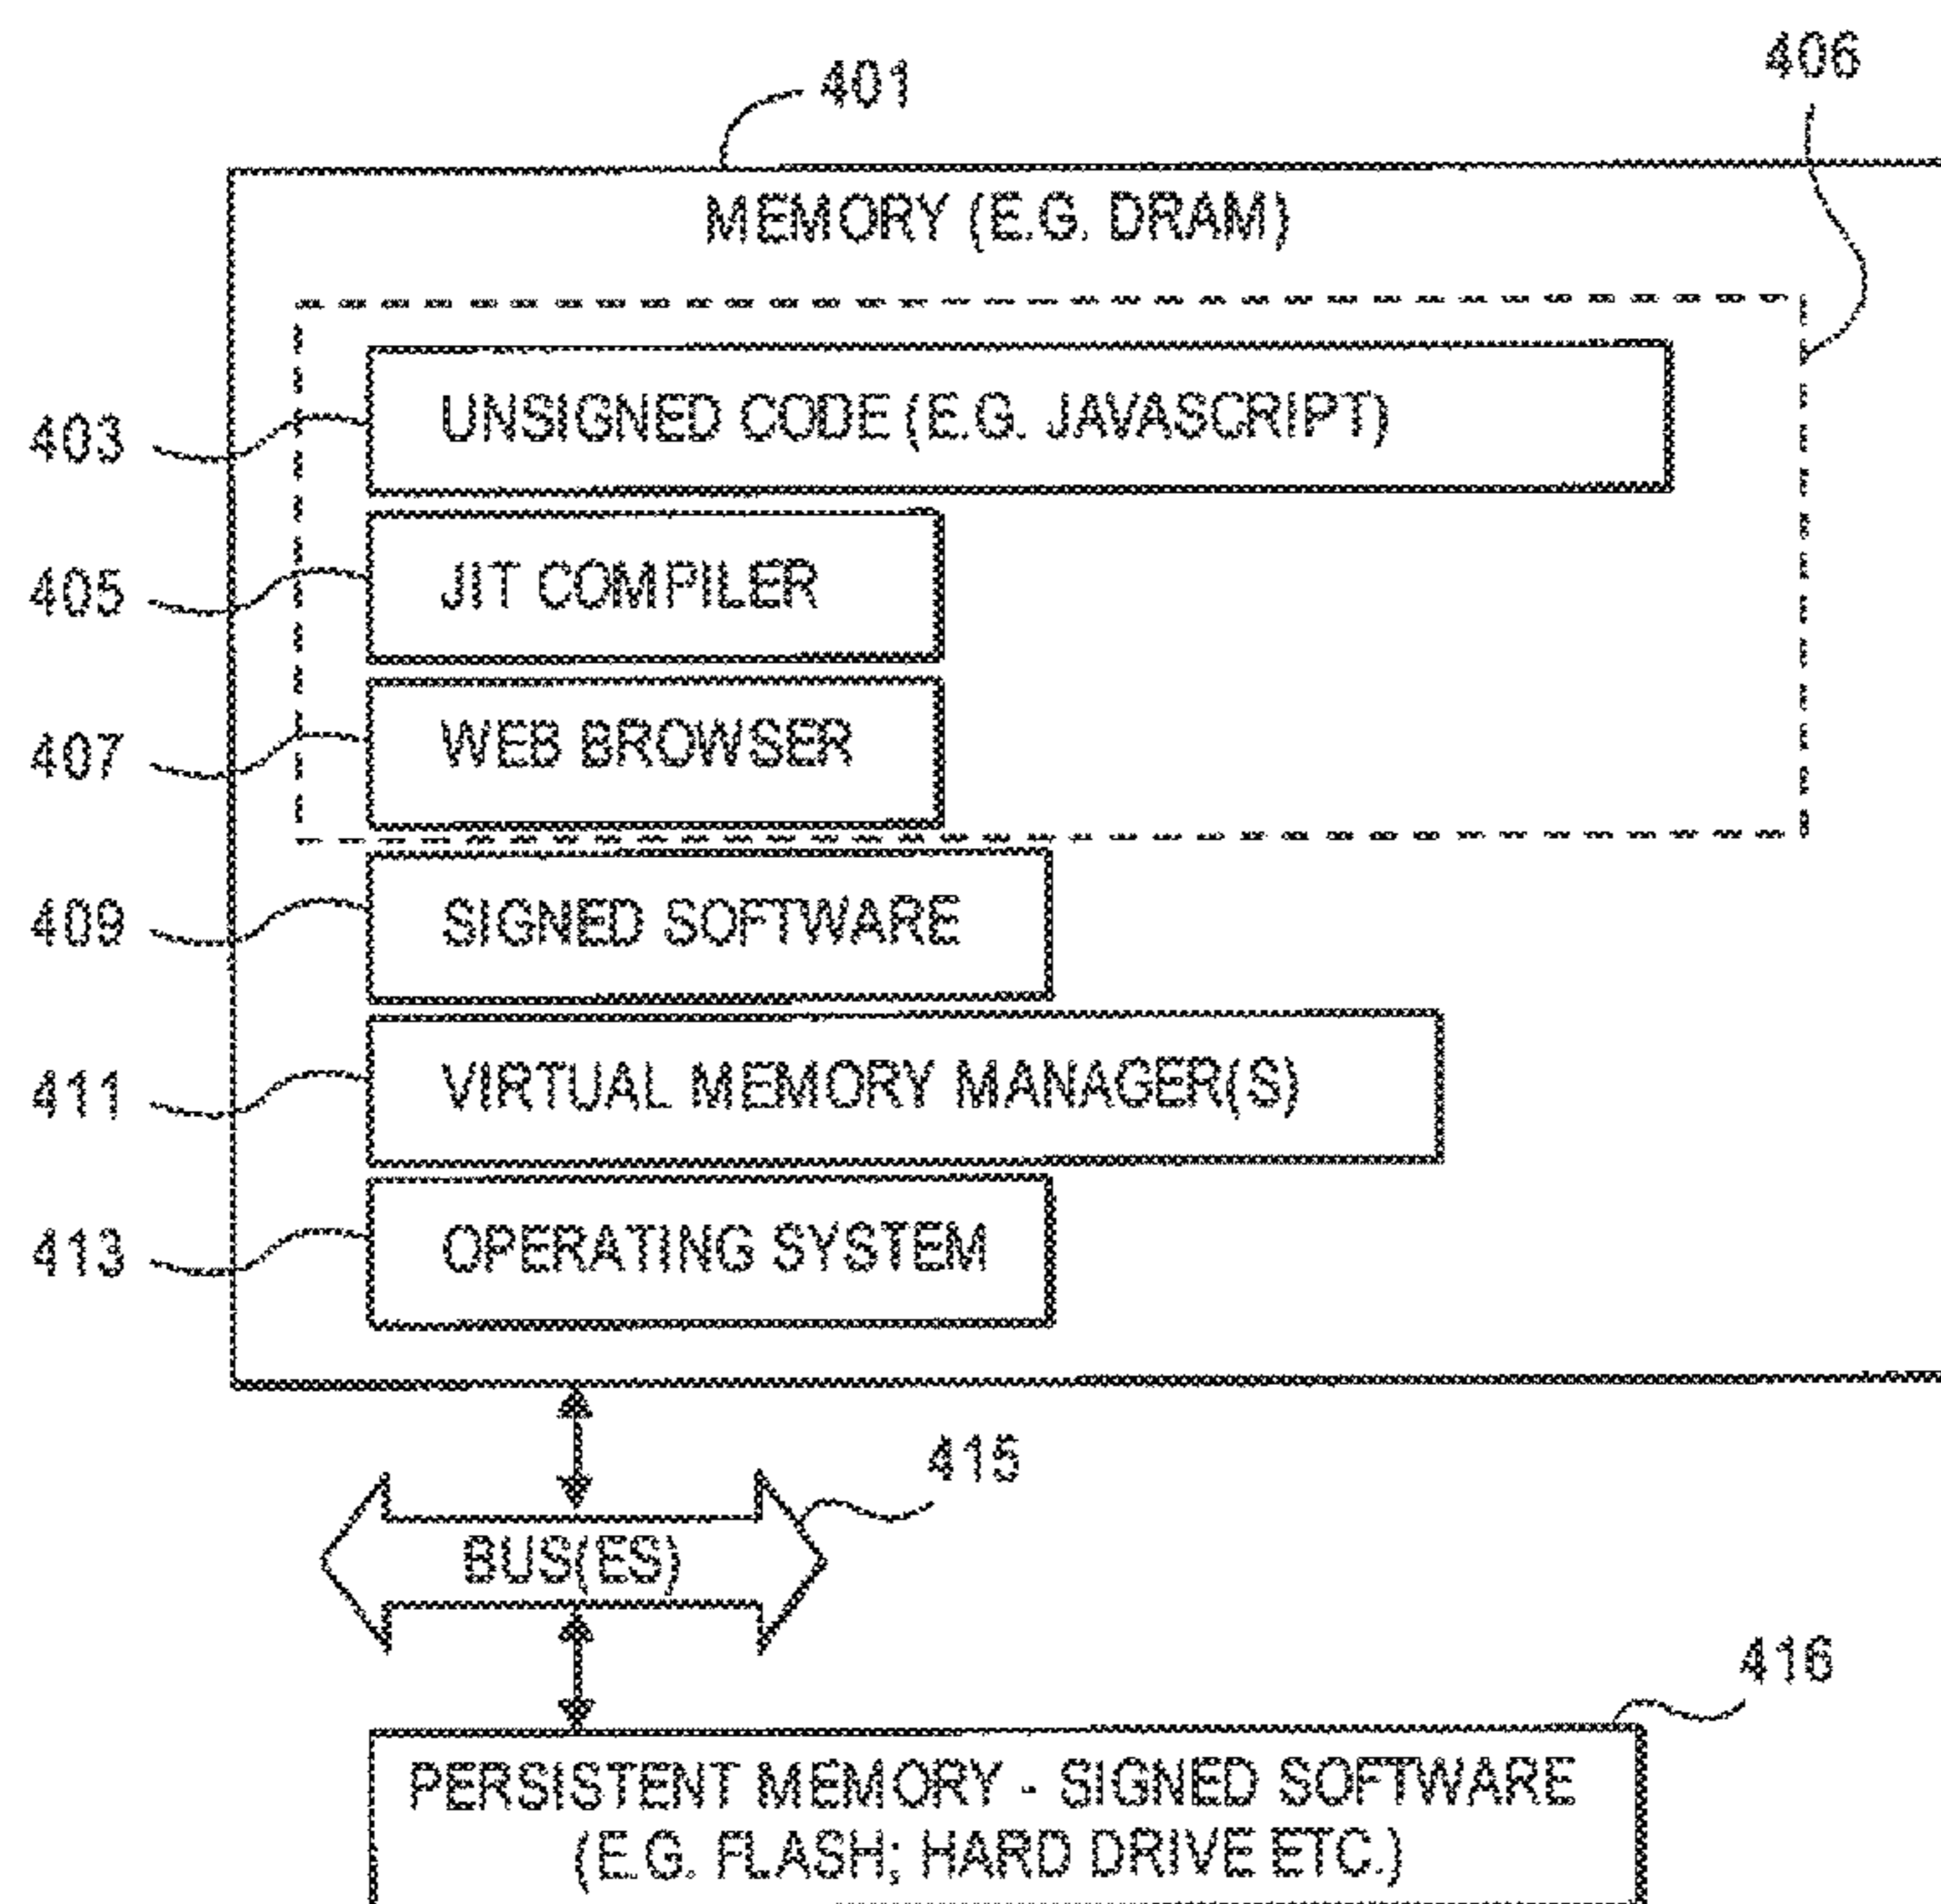 401
406
MEMORY (E.G. DRAM)
403
UNSIGNED CODE (E.G. JAVASCRIPT)
405
JIT COMPILER
407
WEB BROWSER
409
SIGNED SOFTWARE
411
VIRTUAL MEMORY MANAGER(S)
413
OPERATING SYSTEM
415
BUS(ES)
416
PERSISTENT MEMORY - SIGNED SOFTWARE
(E.G. FLASH; HARD DRIVE ETC.)